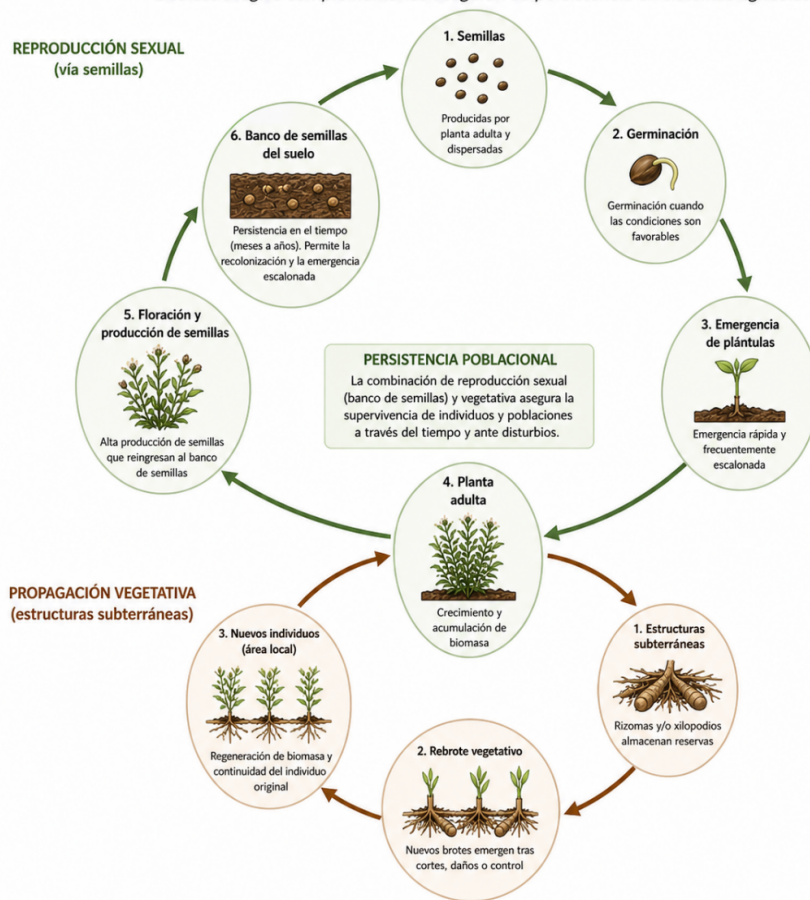 REPRODUCCIÓN SEXUAL
(vía semillas)
1. Semillas
Producidas por
planta adulta y
dispersadas
2. Germinación
Germinación cuando
las condiciones son
favorables
3. Emergencia
de plántulas
Emergencia rápida y
frecuentemente
escalonada
4. Planta
adulta
Crecimiento y
acumulación de
biomasa
5. Floración y
producción de semillas
Alta producción de semillas
que reingresan al banco
de semillas
6. Banco de semillas
del suelo
Persistencia en el tiempo
(meses a años). Permite la
recolonización y la emergencia
escalonada
PERSISTENCIA POBLACIONAL
La combinación de reproducción sexual
(banco de semillas) y vegetativa asegura la
supervivencia de individuos y poblaciones
a través del tiempo y ante disturbios.
PROPAGACIÓN VEGETATIVA
(estructuras subterráneas)
1. Estructuras
subterráneas
Rizomas y/o xilopodios
almacenan reservas
2. Rebrote vegetativo
Nuevos brotes emergen tras
cortes, daños o control
3. Nuevos individuos
(área local)
Regeneración de biomasa y
continuidad del individuo
original